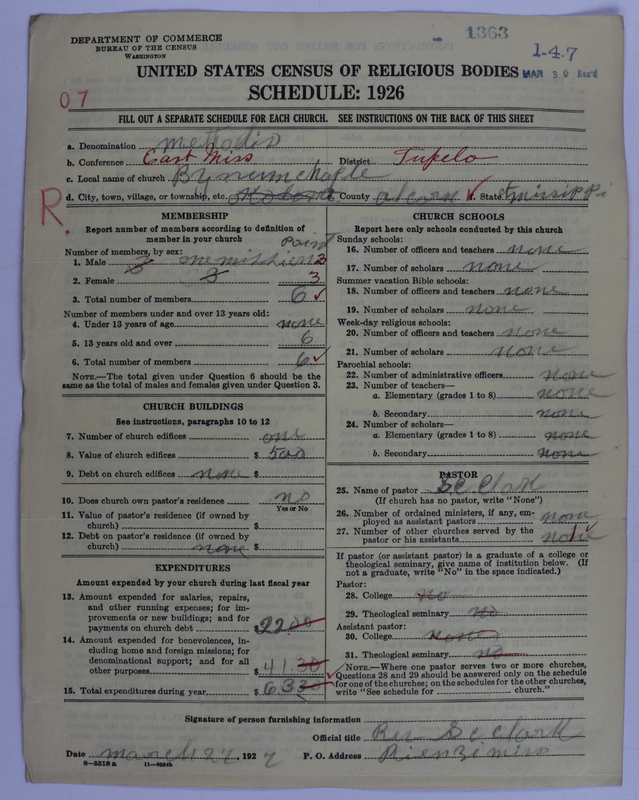 DEPARTMENT OF COMMERCE
BUREAU OF THE CENSUS
WASHINGTON
1363
1-4-7
MAR 30 Rec'd
UNITED STATES CENSUS OF RELIGIOUS BODIES
SCHEDULE: 1926
07
FILL OUT A SEPARATE SCHEDULE FOR EACH CHURCH. SEE INSTRUCTIONS ON THE BACK OF THIS SHEET
a. Denomination Methodis
b. Conference East Miss District Tupelo
c. Local name of church Bynumchaple
R.
d. City, town, village, or township, etc. e. County alcorn f. State missippi
MEMBERSHIP
Report number of members according to definition of member in your church
Number of members, by sex:
1. Male 3 3
2. Female 3 3
3. Total number of members 6
Number of members under and over 13 years old:
4. Under 13 years of age none
5. 13 years old and over 6
6. Total number of members 6
NOTE.—The total given under Question 6 should be the same as the total of males and females given under Question 3.
CHURCH BUILDINGS
See instructions, paragraphs 10 to 12
7. Number of church edifices one
8. Value of church edifices $ 500
9. Debt on church edifices none $
10. Does church own pastor's residence no
Yes or No
11. Value of pastor's residence (if owned by church) $
12. Debt on pastor's residence (if owned by church) none $
EXPENDITURES
Amount expended by your church during last fiscal year
13. Amount expended for salaries, repairs, and other running expenses; for improvements or new buildings; and for payments on church debt $ 22.00
14. Amount expended for benevolences, including home and foreign missions; for denominational support; and for all other purposes $ 41.30
15. Total expenditures during year $ 63.30
CHURCH SCHOOLS
Report here only schools conducted by this church
Sunday schools:
16. Number of officers and teachers none
17. Number of scholars none
Summer vacation Bible schools:
18. Number of officers and teachers none
19. Number of scholars none
Week-day religious schools:
20. Number of officers and teachers none
21. Number of scholars none
Parochial schools:
22. Number of administrative officers none
23. Number of teachers—
a. Elementary (grades 1 to 8) none
b. Secondary none
24. Number of scholars—
a. Elementary (grades 1 to 8) none
b. Secondary none
PASTOR
25. Name of pastor S C Clark
(If church has no pastor, write "None")
26. Number of ordained ministers, if any, employed as assistant pastors none
27. Number of other churches served by the pastor or his assistants none
If pastor (or assistant pastor) is a graduate of a college or theological seminary, give name of institution below. (If not a graduate, write "No" in the space indicated.)
Pastor:
28. College no
29. Theological seminary no
Assistant pastor:
30. College none
31. Theological seminary no
NOTE.—Where one pastor serves two or more churches, Questions 28 and 29 should be answered only on the schedule for one of the churches; on the schedules for the other churches, write "See schedule for church."
Signature of person furnishing information
Official title Rev S C Clark
Date march 27, 1927 P. O. Address Rienzi miss
8-5518a 11-9654b